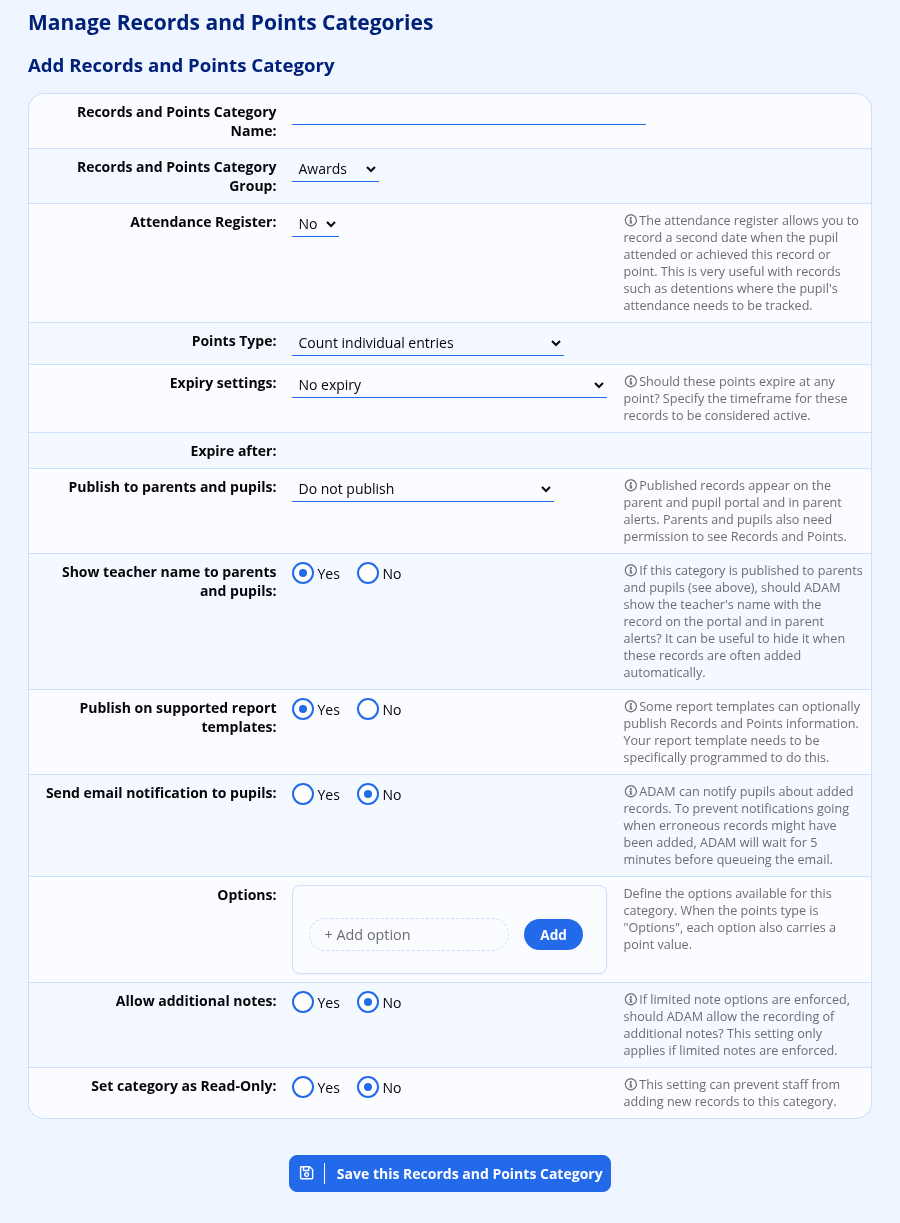 Manage Records and Points Categories
Add Records and Points Category
Records and Points Category
Name:
Records and Points Category
Group:
Awards
Attendance Register:
No
The attendance register allows you to
record a second date when the pupil
attended or achieved this record or
point. This is very useful with records
such as detentions where the pupil's
attendance needs to be tracked.
Points Type:
Count individual entries
Expiry settings:
No expiry
Should these points expire at any
point? Specify the timeframe for these
records to be considered active.
Expire after:
Publish to parents and pupils:
Do not publish
Published records appear on the
parent and pupil portal and in parent
alerts. Parents and pupils also need
permission to see Records and Points.
Show teacher name to parents
and pupils:
Yes No
If this category is published to parents
and pupils (see above), should ADAM
show the teacher's name with the
record on the portal and in parent
alerts? It can be useful to hide it when
these records are often added
automatically.
Publish on supported report
templates:
Yes No
Some report templates can optionally
publish Records and Points information.
Your report template needs to be
specifically programmed to do this.
Send email notification to pupils:
Yes No
ADAM can notify pupils about added
records. To prevent notifications going
when erroneous records might have
been added, ADAM will wait for 5
minutes before queueing the email.
Options:
+ Add option
Add
Define the options available for this
category. When the points type is
"Options", each option also carries a
point value.
Allow additional notes:
Yes No
If limited note options are enforced,
should ADAM allow the recording of
additional notes? This setting only
applies if limited notes are enforced.
Set category as Read-Only:
Yes No
This setting can prevent staff from
adding new records to this category.
Save this Records and Points Category